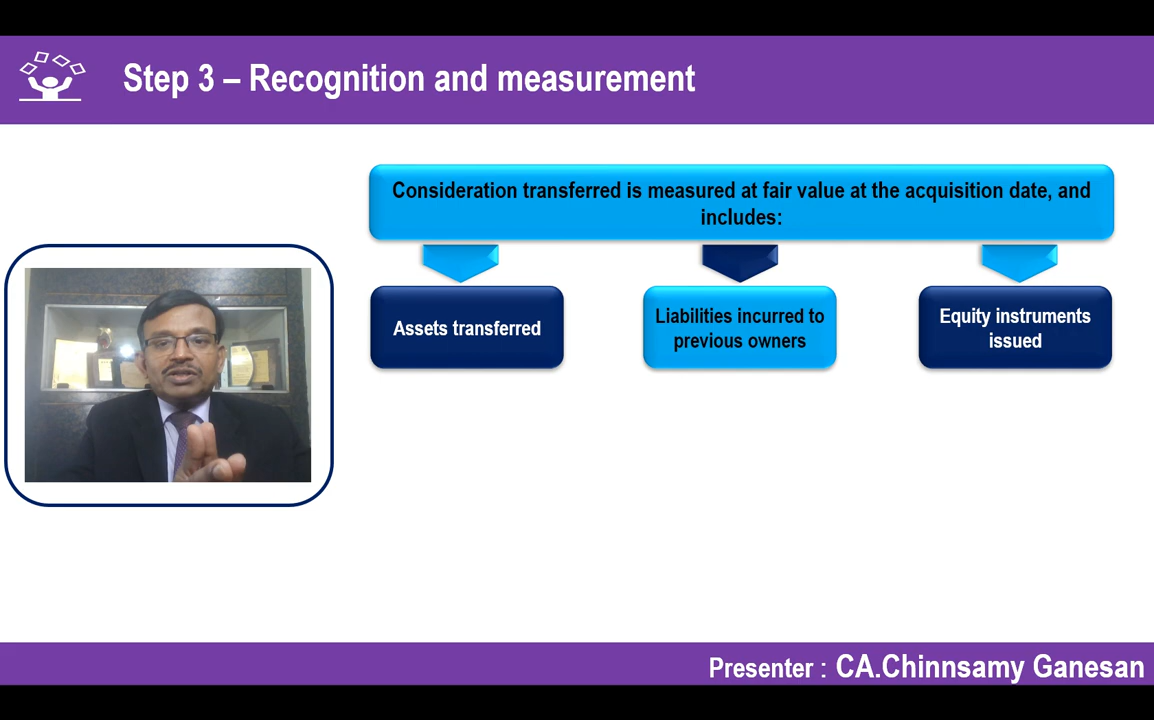 Step 3 – Recognition and measurement
Consideration transferred is measured at fair value at the acquisition date, and
includes:
Assets transferred
Liabilities incurred to
previous owners
Equity instruments
issued
Presenter : CA.Chinnsamy Ganesan